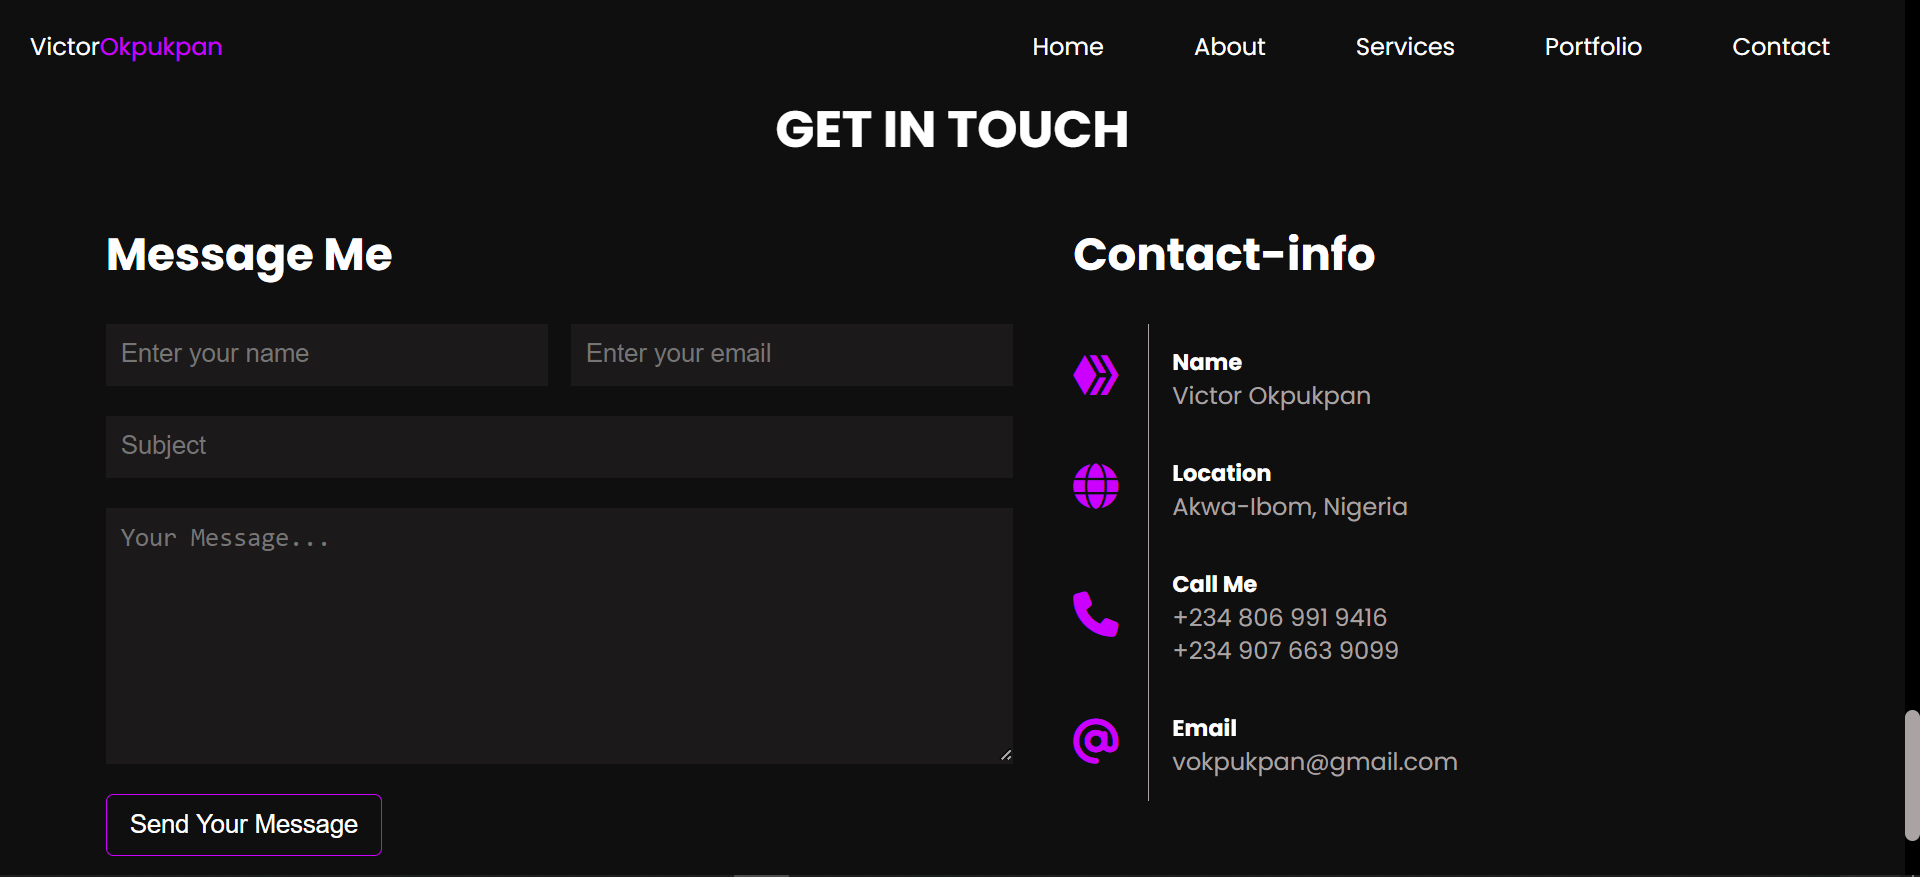 VictorOkpukpan
Home About Services Portfolio Contact
GET IN TOUCH
Message Me
Enter your name Enter your email
Subject
Your Message...
Send Your Message
Contact-info
Name
Victor Okpukpan
Location
Akwa-Ibom, Nigeria
Call Me
+234 806 991 9416
+234 907 663 9099
Email
vokpukpan@gmail.com